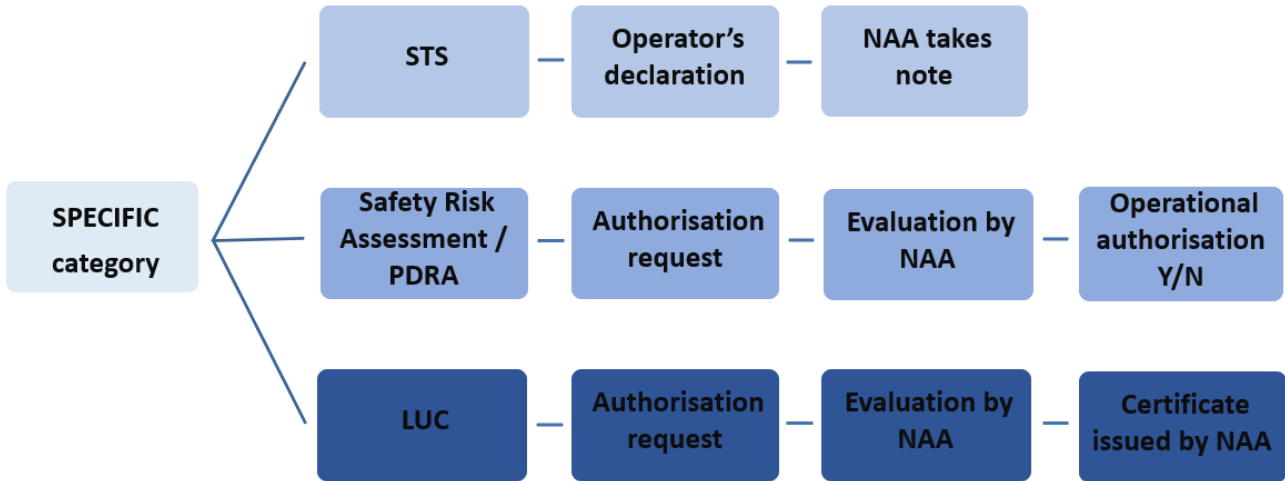 SPECIFIC
category
STS
Operator’s
declaration
NAA takes
note
Safety Risk
Assessment /
PDRA
Authorisation
request
Evaluation by
NAA
Operational
authorisation
Y/N
LUC
Authorisation
request
Evaluation by
NAA
Certificate
issued by NAA